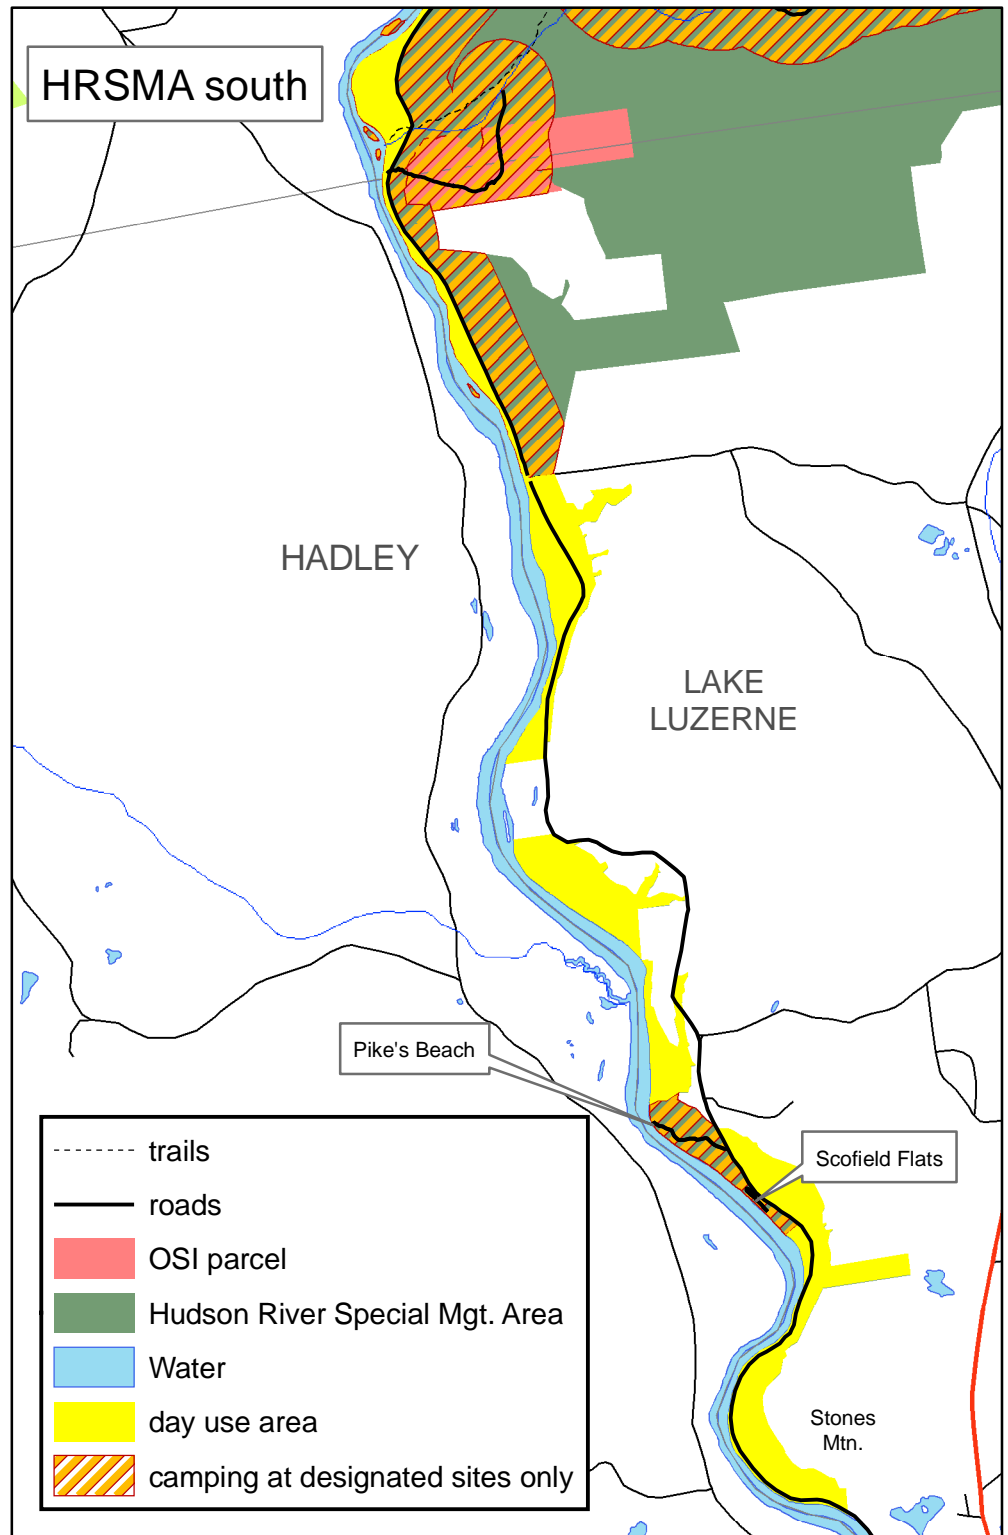 HRSMA south
HADLEY
LAKE
LUZERNE
Pike's Beach
Scofield Flats
Stones
Mtn.
trails
roads
OSI parcel
Hudson River Special Mgt. Area
Water
day use area
camping at designated sites only